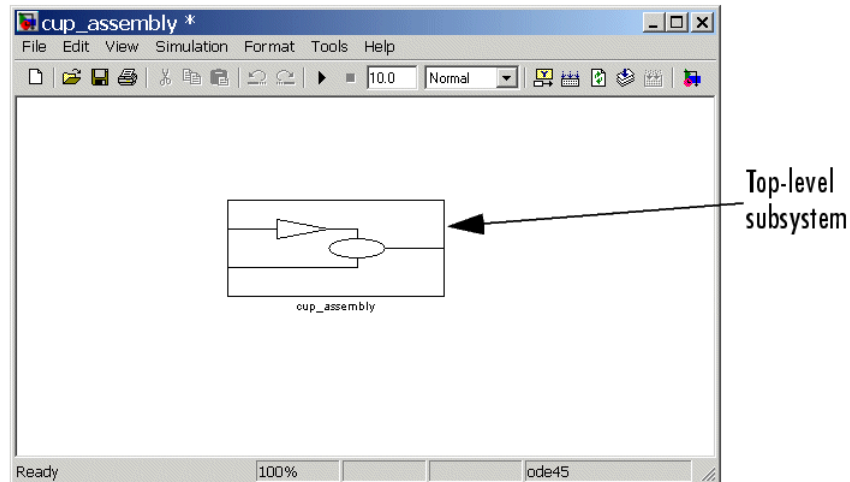 cup_assembly *
File Edit View Simulation Format Tools Help
10.0 Normal
Top-level
subsystem
cup_assembly
Ready 100% ode45